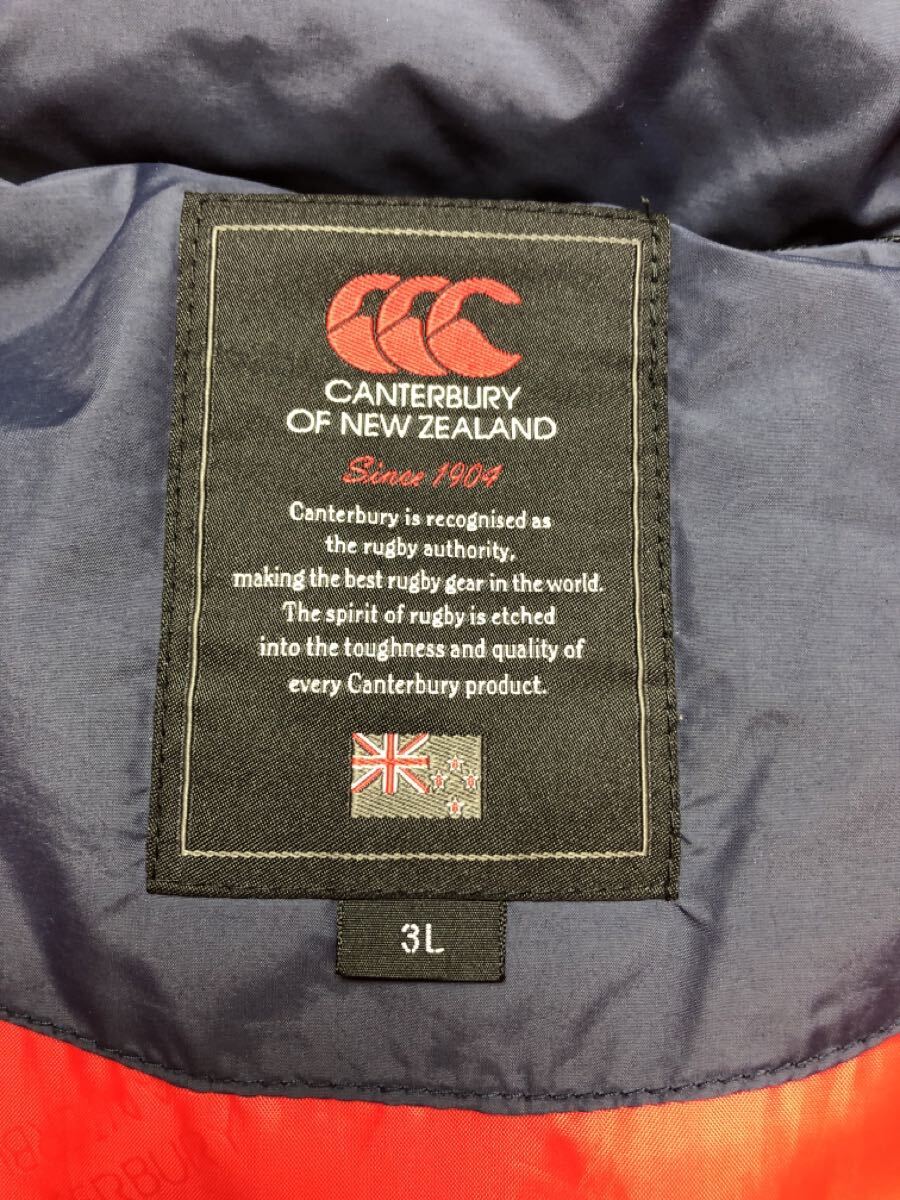 CANTERBURY
OF NEW ZEALAND
Since 1904
Canterbury is recognised as
the rugby authority,
making the best rugby gear in the world.
The spirit of rugby is etched
into the toughness and quality of
every Canterbury product.
3L